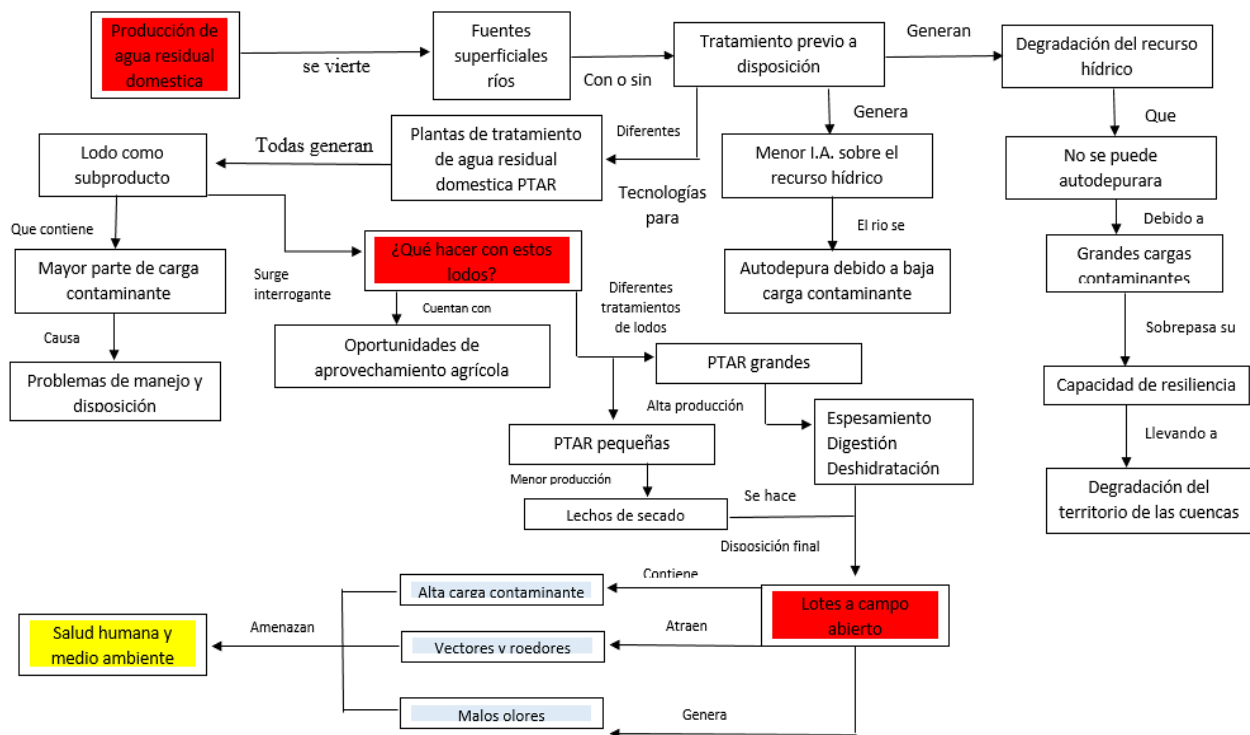 Producción de
agua residual
domestica
se vierte
Fuentes
superficiales
ríos
Con o sin
Tratamiento previo a
disposición
Generan
Degradación del recurso
hídrico
Que
No se puede
autodepurara
Debido a
Grandes cargas
contaminantes
Sobrepasa su
Capacidad de resiliencia
Llevando a
Degradación del
territorio de las cuencas
Genera
Menor I.A. sobre el
recurso hídrico
El rio se
Autodepura debido a baja
carga contaminante
Diferentes
Tecnologías
para
Plantas de tratamiento
de agua residual
domestica PTAR
Todas generan
Lodo como
subproducto
Que contiene
Mayor parte de carga
contaminante
Causa
Problemas de manejo y
disposición
Surge
interrogante
¿Qué hacer con estos
lodos?
Cuentan con
Oportunidades de
aprovechamiento agrícola
Diferentes
tratamientos
de lodos
PTAR grandes
Alta producción
Espesamiento
Digestión
Deshidratación
PTAR pequeñas
Menor producción
Lechos de secado
Se hace
Disposición final
Lotes a campo
abierto
Contiene
Alta carga contaminante
Atraen
Vectores y roedores
Genera
Malos olores
Amenazan
Salud humana y
medio ambiente